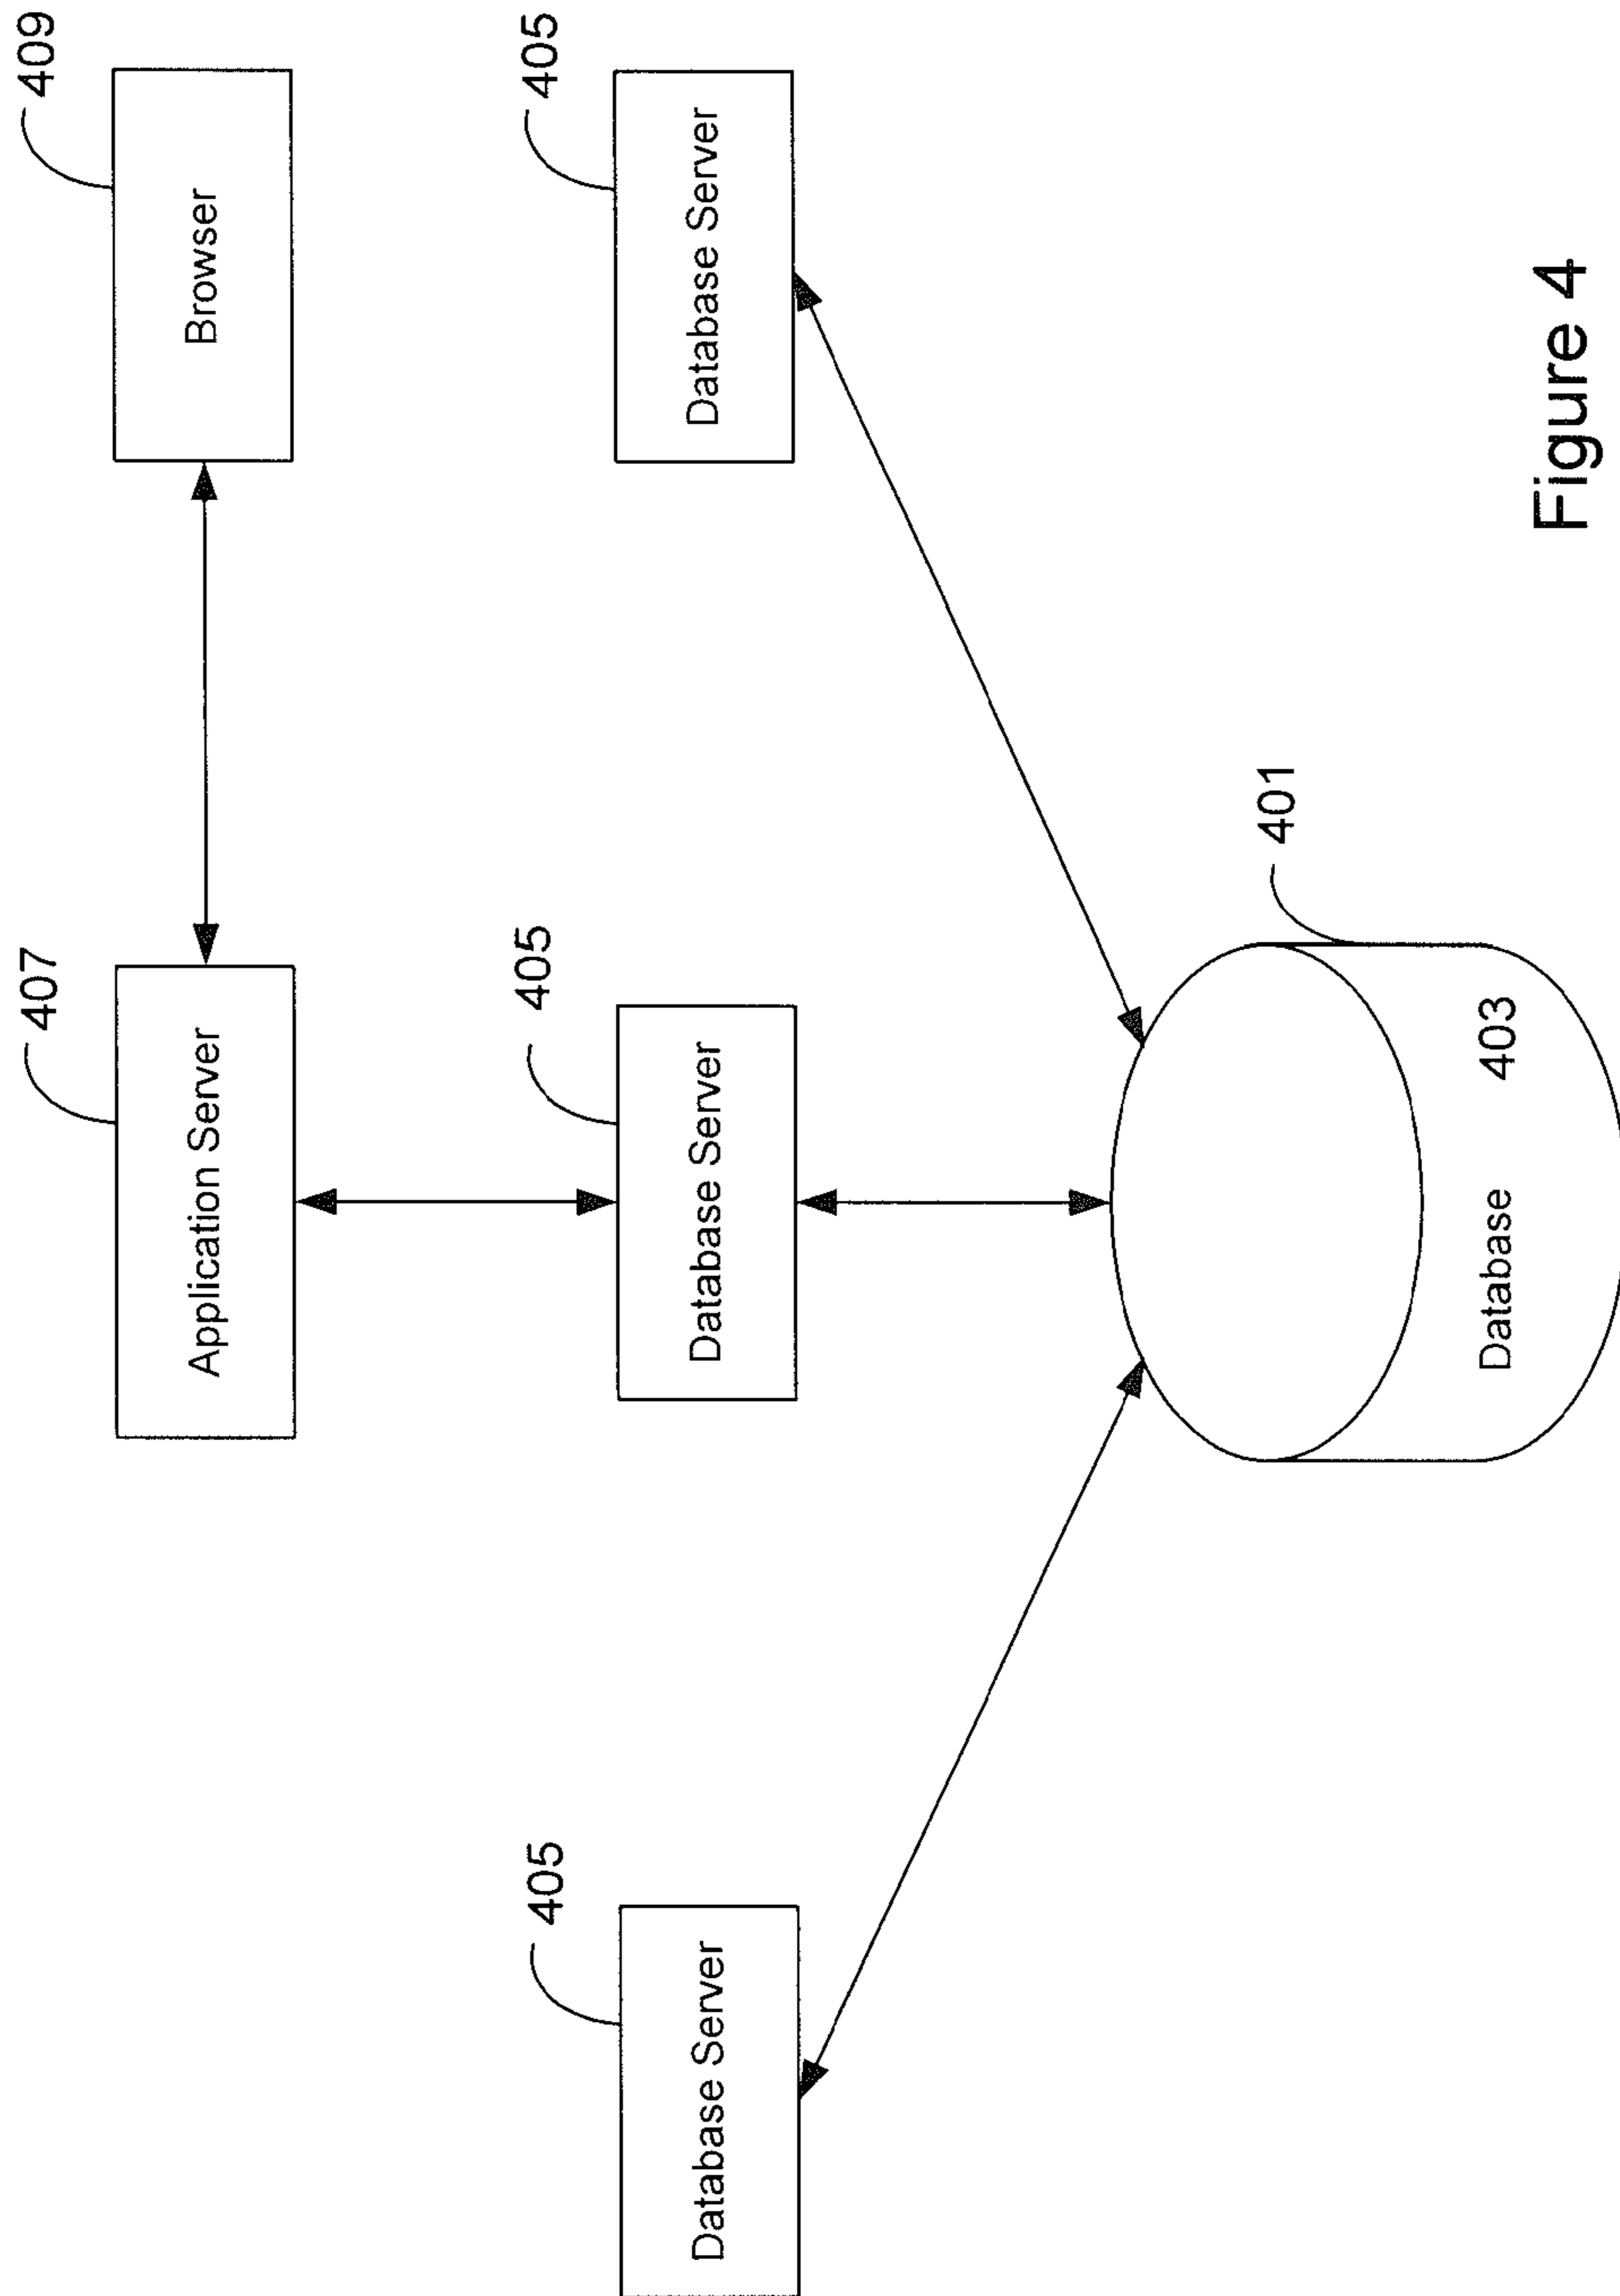 409
Browser
407
Application Server
405
Database Server
405
Database Server
405
Database Server
401
Database
403
Figure 4